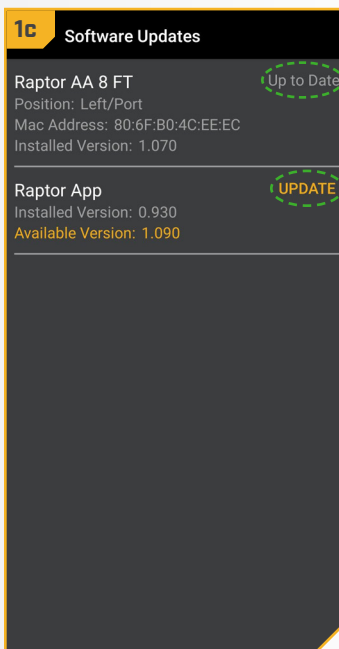 1c
Software Updates
Raptor AA 8 FT
Up to Date
Position: Left/Port
Mac Address: 80:6F:B0:4C:EE:EC
Installed Version: 1.070
Raptor App
UPDATE
Installed Version: 0.930
Available Version: 1.090